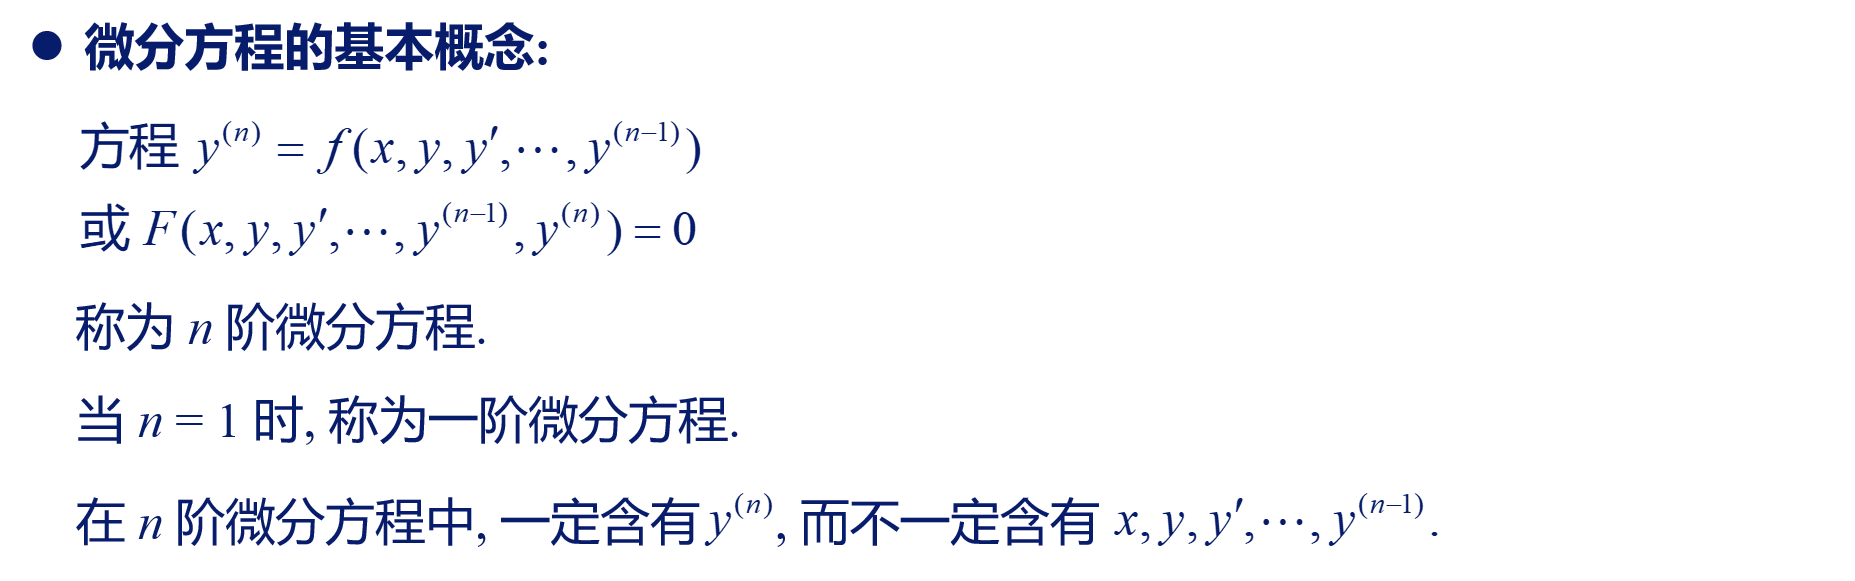 ● 微分方程的基本概念:
方程 $y^{(n)} = f(x, y, y', \cdots, y^{(n-1)})$
或 $F(x, y, y', \cdots, y^{(n-1)}, y^{(n)}) = 0$
称为 $n$ 阶微分方程.
当 $n = 1$ 时, 称为一阶微分方程.
在 $n$ 阶微分方程中, 一定含有 $y^{(n)}$, 而不一定含有 $x, y, y', \cdots, y^{(n-1)}$.